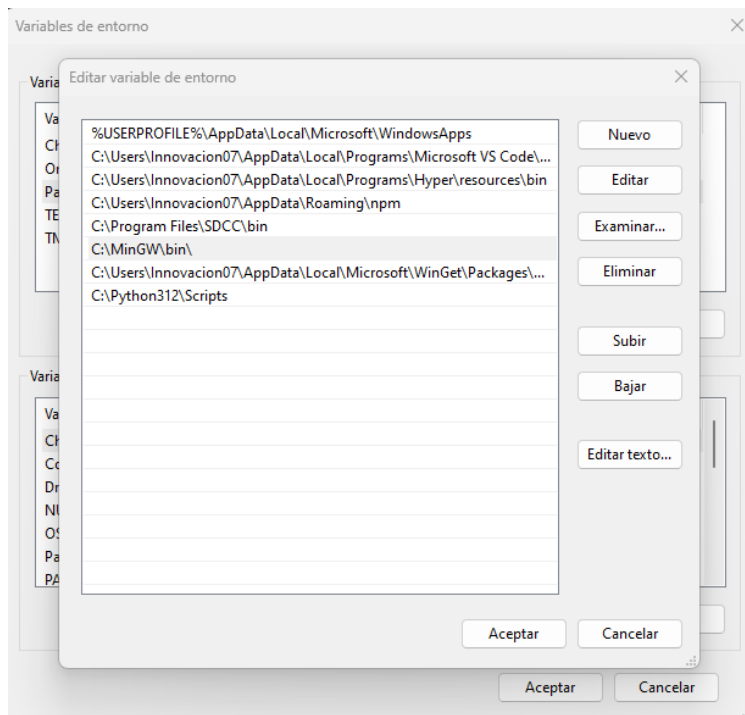 Variables de entorno
Editar variable de entorno
%USERPROFILE%\AppData\Local\Microsoft\WindowsApps
C:\Users\Innovacion07\AppData\Local\Programs\Microsoft VS Code\...
C:\Users\Innovacion07\AppData\Local\Programs\Hyper\resources\bin
C:\Users\Innovacion07\AppData\Roaming\npm
C:\Program Files\SDCC\bin
C:\MinGW\bin\
C:\Users\Innovacion07\AppData\Local\Microsoft\WinGet\Packages\...
C:\Python312\Scripts
Nuevo
Editar
Examinar...
Eliminar
Subir
Bajar
Editar texto...
Aceptar
Cancelar
Aceptar
Cancelar